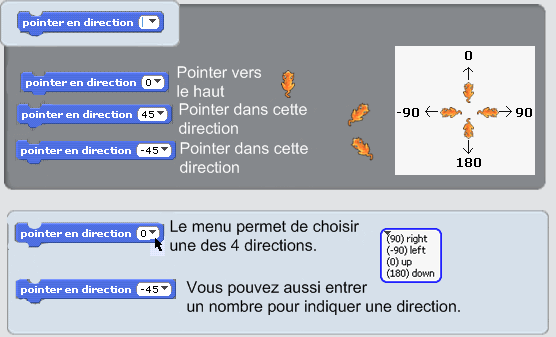 pointer en direction
pointer en direction 0
Pointer vers
le haut
pointer en direction 45
Pointer dans cette
direction
pointer en direction -45
Pointer dans cette
direction
0
-90 90
180
pointer en direction 0
Le menu permet de choisir
une des 4 directions.
(90) right
(-90) left
(0) up
(180) down
pointer en direction -45
Vous pouvez aussi entrer
un nombre pour indiquer une direction.